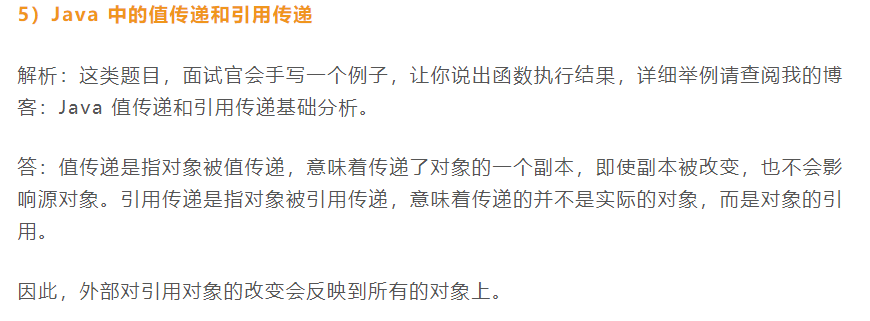 5）Java 中的值传递和引用传递
解析：这类题目，面试官会手写一个例子，让你说出函数执行结果，详细举例请查阅我的博
客：Java 值传递和引用传递基础分析。
答：值传递是指对象被值传递，意味着传递了对象的一个副本，即使副本被改变，也不会影
响源对象。引用传递是指对象被引用传递，意味着传递的并不是实际的对象，而是对象的引
用。
因此，外部对引用对象的改变会反映到所有的对象上。